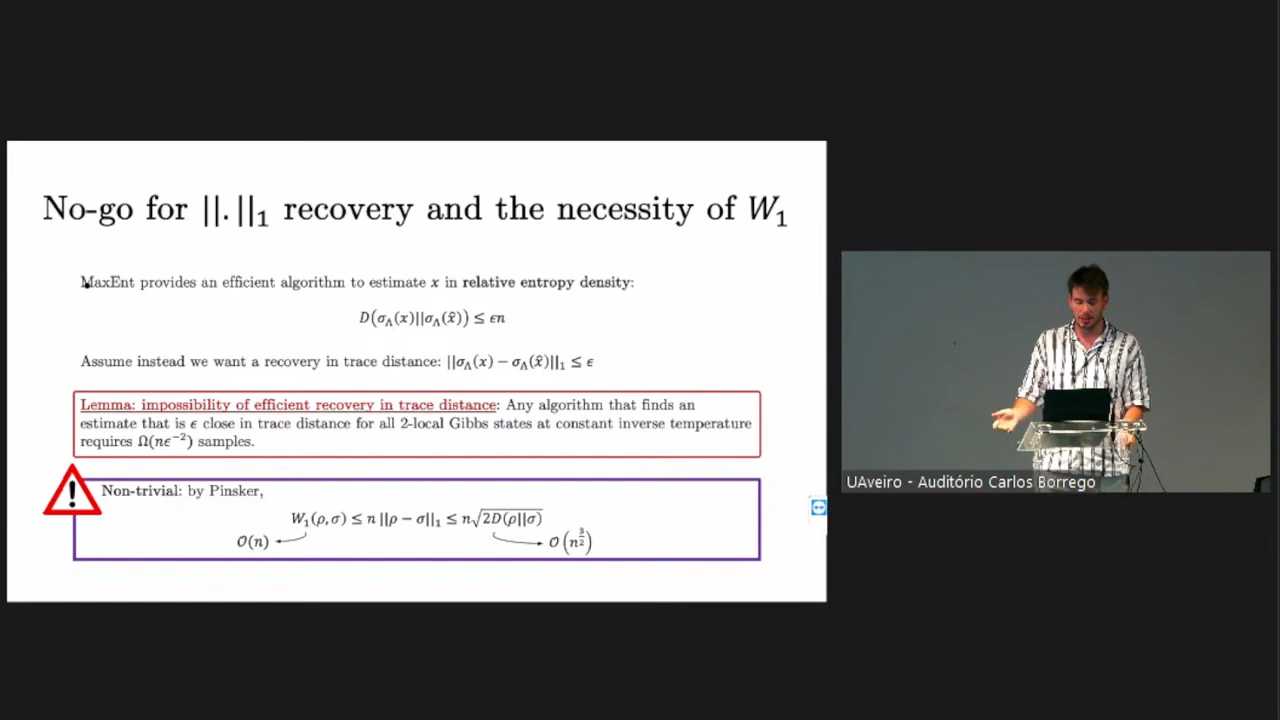 No-go for ||.||₁ recovery and the necessity of W₁
MaxEnt provides an efficient algorithm to estimate x in relative entropy density:
D(σ_Λ(x)||σ_Λ(x̂)) ≤ ϵn
Assume instead we want a recovery in trace distance: ||σ_Λ(x) − σ_Λ(x̂)||₁ ≤ ϵ
Lemma: impossibility of efficient recovery in trace distance: Any algorithm that finds an
estimate that is ϵ close in trace distance for all 2-local Gibbs states at constant inverse temperature
requires Ω(nϵ⁻²) samples.
!
Non-trivial: by Pinsker,
W₁(ρ, σ) ≤ n ||ρ − σ||₁ ≤ n√(2D(ρ||σ))
O(n)
O(n^(3/2))
UAveiro - Auditório Carlos Borrego